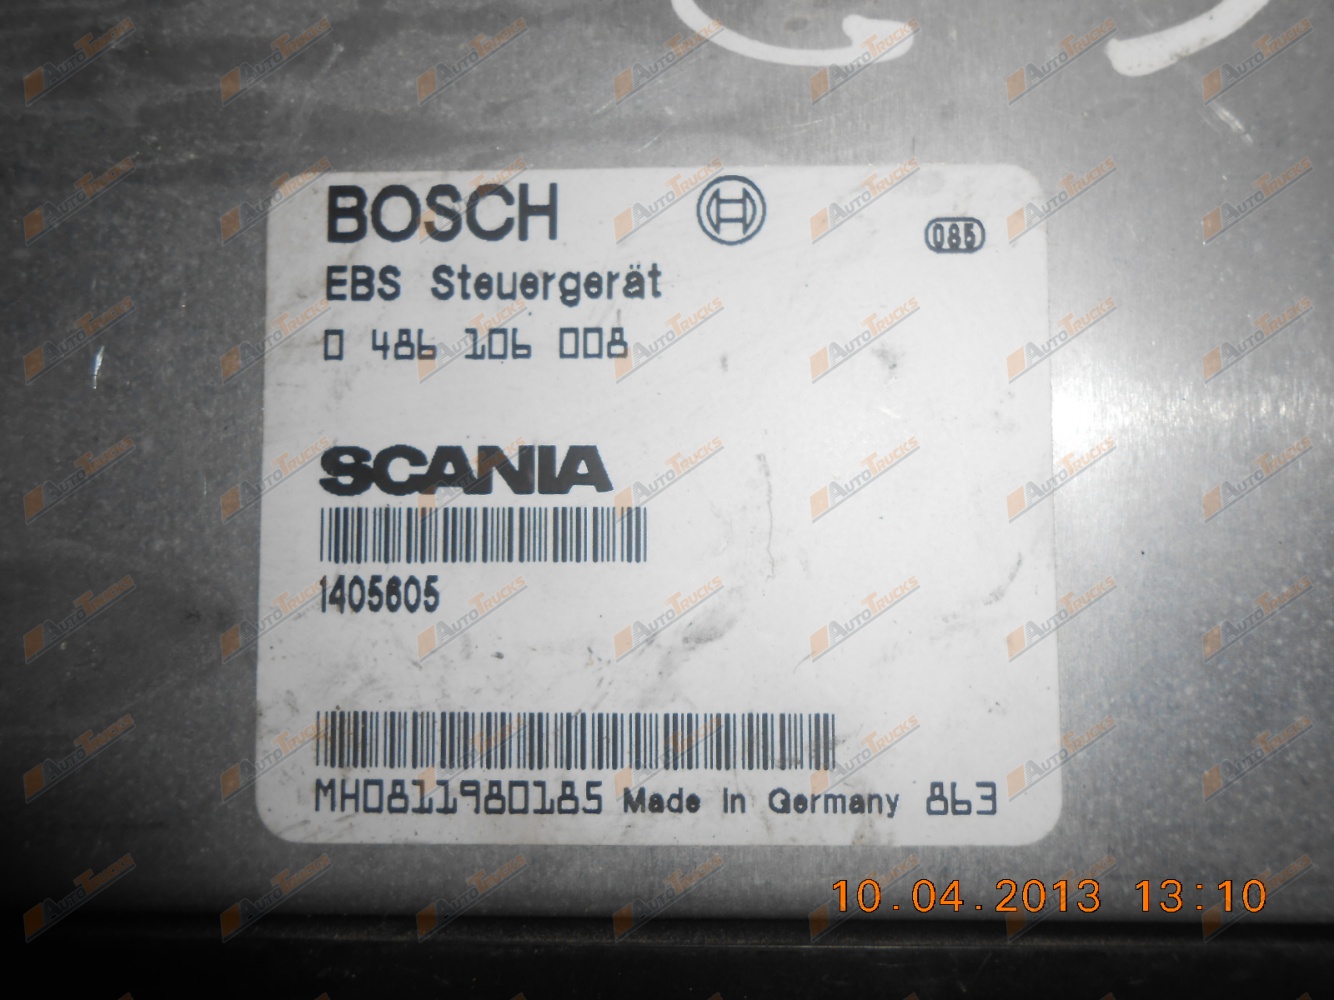 BOSCH
085
EBS Steuergerät
0 486 106 008
SCANIA
1405605
MH0811980185 Made in Germany 863
10.04.2013 13:10
AUTOTRUCKS